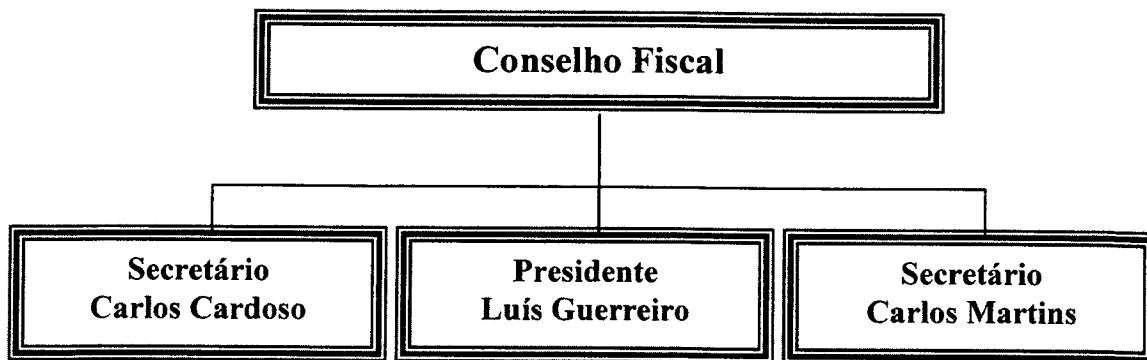 Conselho Fiscal
Secretário
Carlos Cardoso
Presidente
Luís Guerreiro
Secretário
Carlos Martins